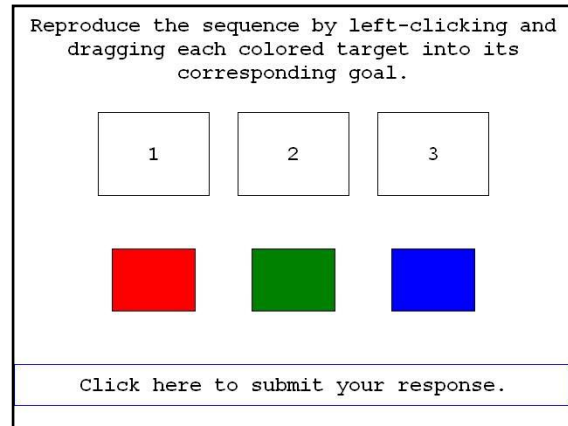 Reproduce the sequence by left-clicking and
dragging each colored target into its
corresponding goal.
1 2 3
Click here to submit your response.